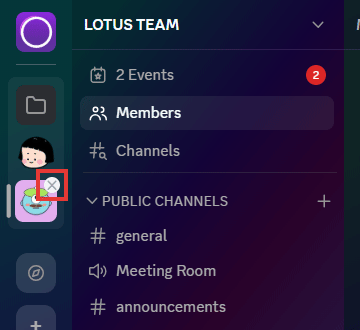 LOTUS TEAM
2 Events
2
Members
Channels
PUBLIC CHANNELS
general
Meeting Room
announcements